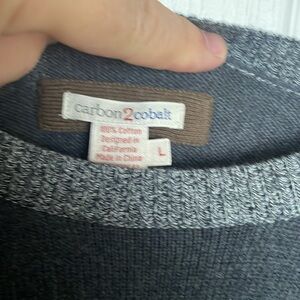 carbon2cobalt
100% Cotton
Designed in
California
Made in China
L